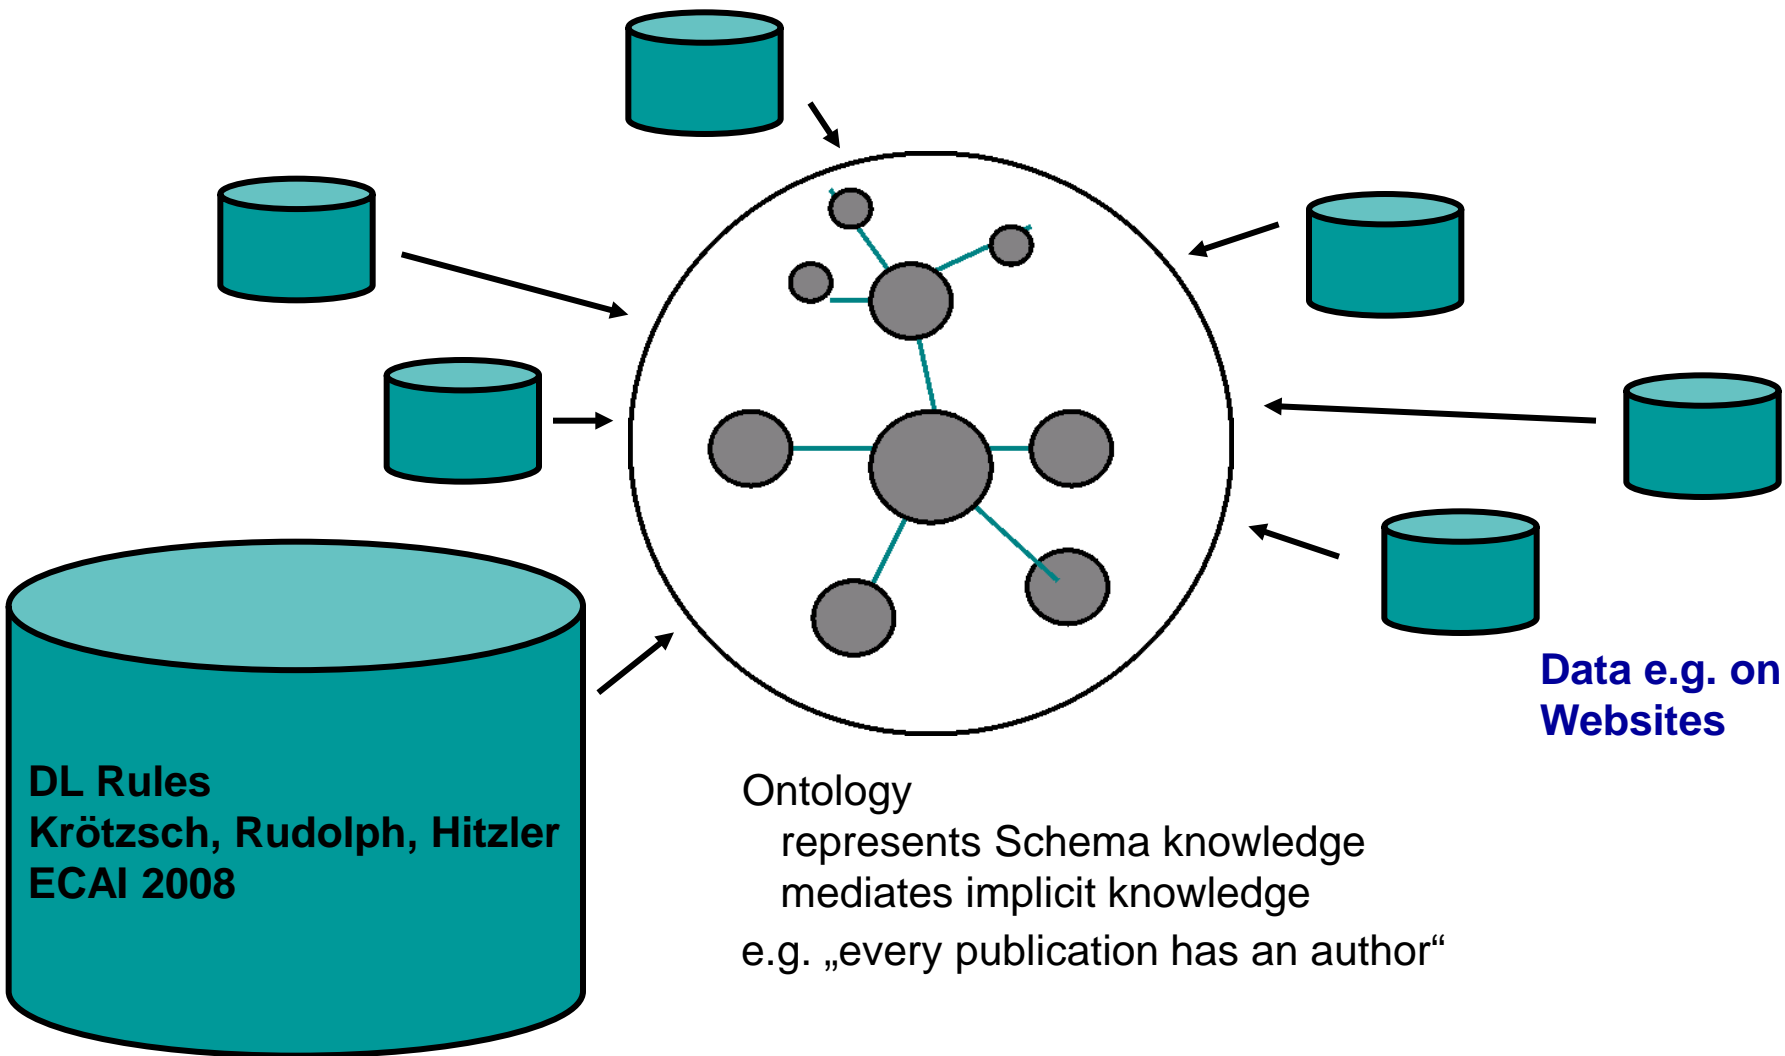 Data e.g. on
Websites
DL Rules
Krötzsch, Rudolph, Hitzler
ECAI 2008
Ontology
represents Schema knowledge
mediates implicit knowledge
e.g. „every publication has an author“